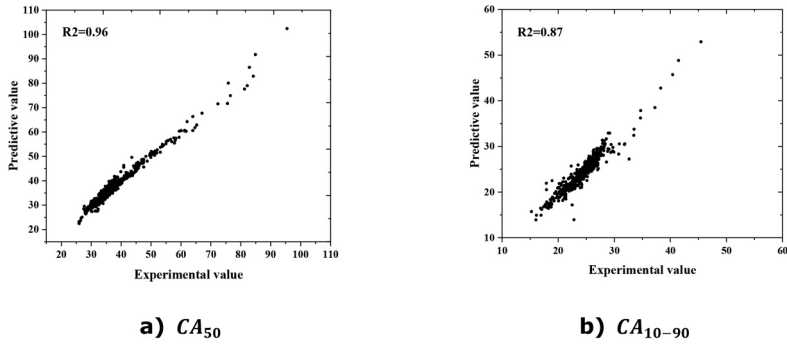 R2=0.96
110
100
90
80
70
60
50
40
30
20
Predictive value
20 30 40 50 60 70 80 90 100 110
Experimental value
a) CA50
R2=0.87
60
50
40
30
20
10
Predictive value
10 20 30 40 50 60
Experimental value
b) CA10−90